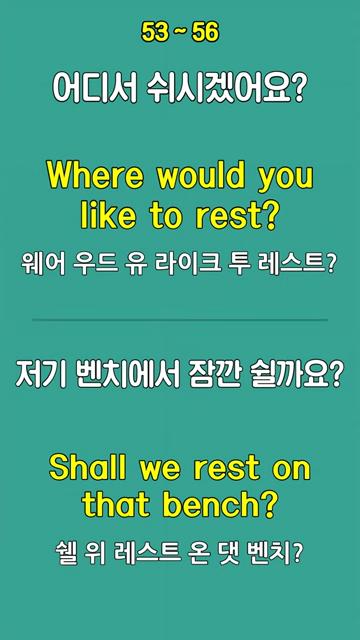 53 ~ 56
어디서 쉬시겠어요?
Where would you
like to rest?
웨어 우드 유 라이크 투 레스트?
저기 벤치에서 잠깐 쉴까요?
Shall we rest on
that bench?
쉘 위 레스트 온 댓 벤치?